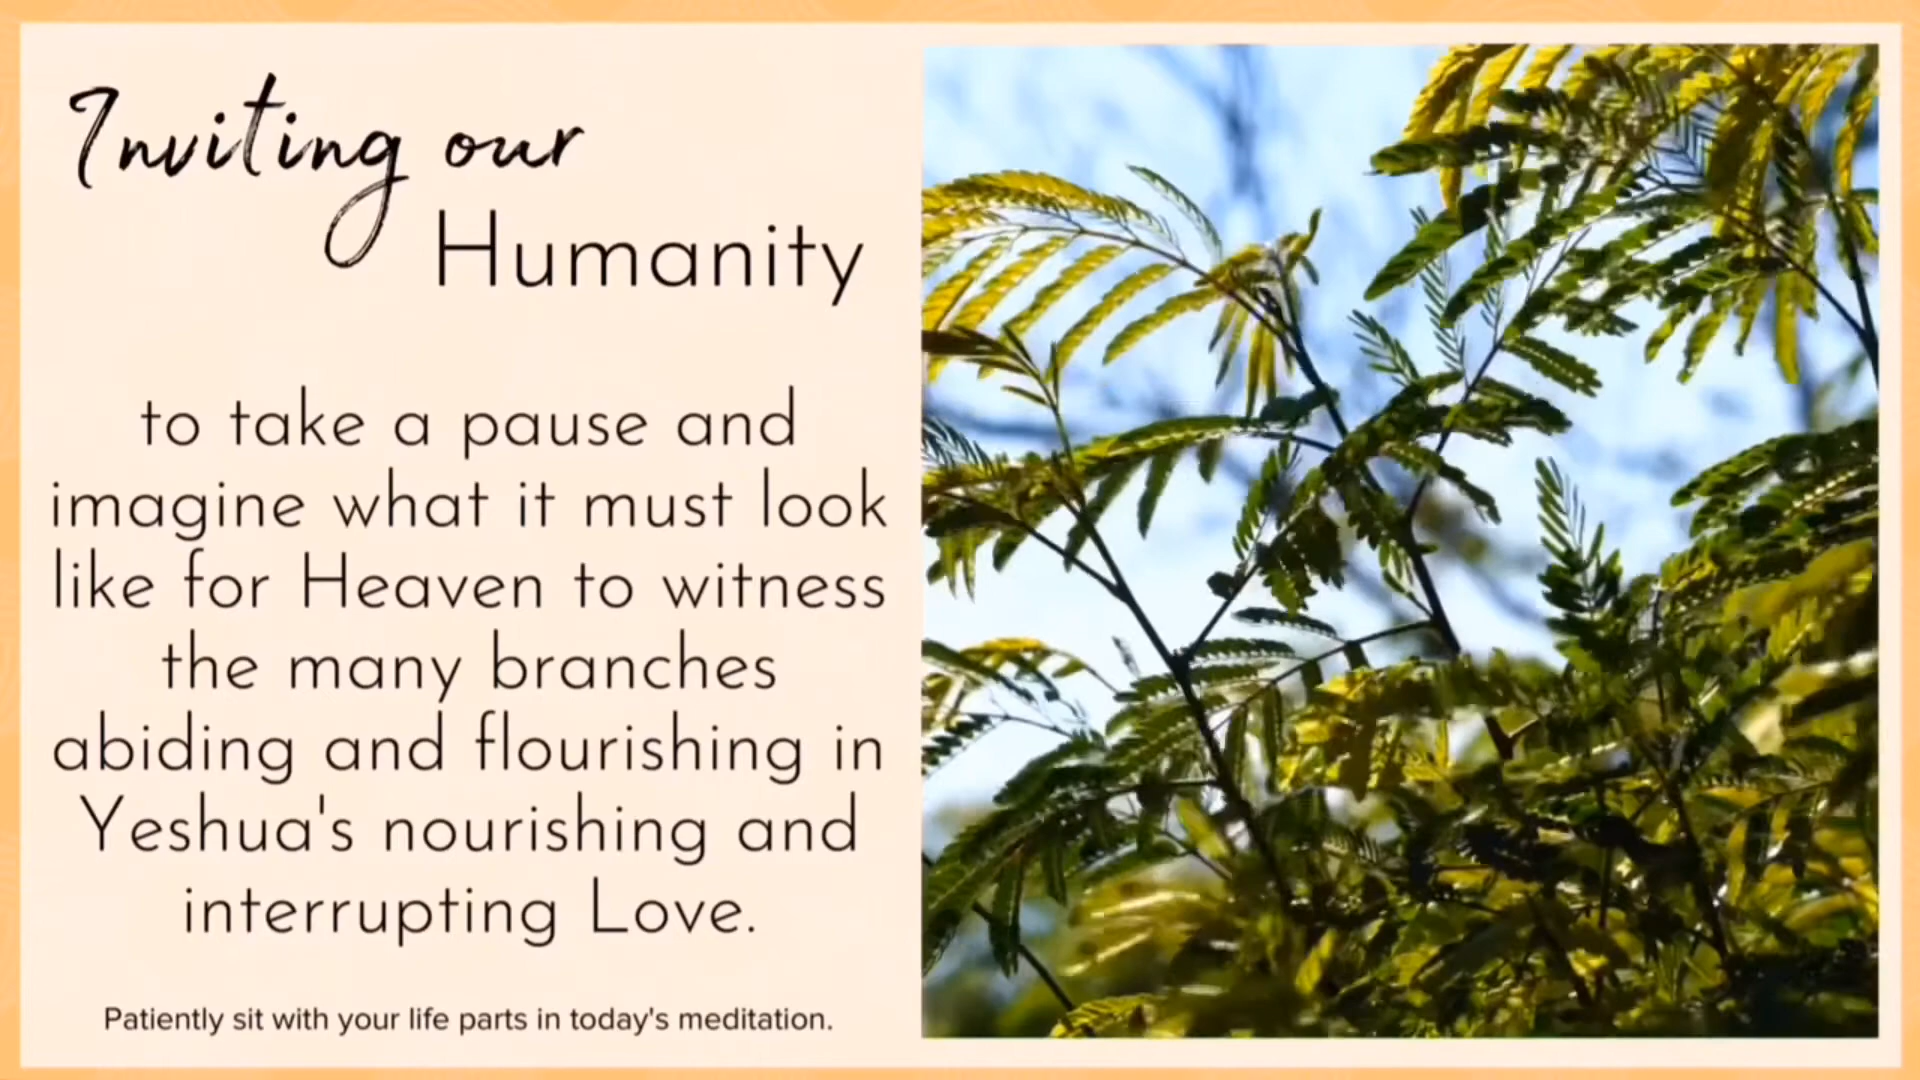 Inviting our
Humanity
to take a pause and
imagine what it must look
like for Heaven to witness
the many branches
abiding and flourishing in
Yeshua's nourishing and
interrupting Love.
Patiently sit with your life parts in today's meditation.